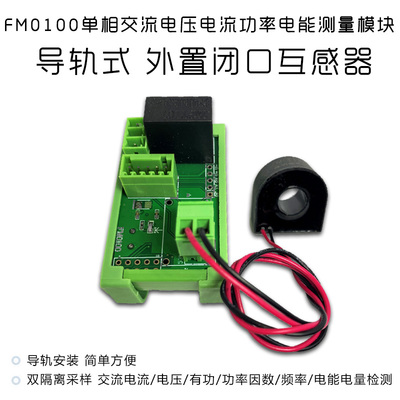 FM0100单相交流电压电流功率电能测量模块
导轨式 外置闭口互感器
FM0100
导轨安装 简单方便
双隔离采样 交流电流/电压/有功/功率因数/频率/电能电量检测